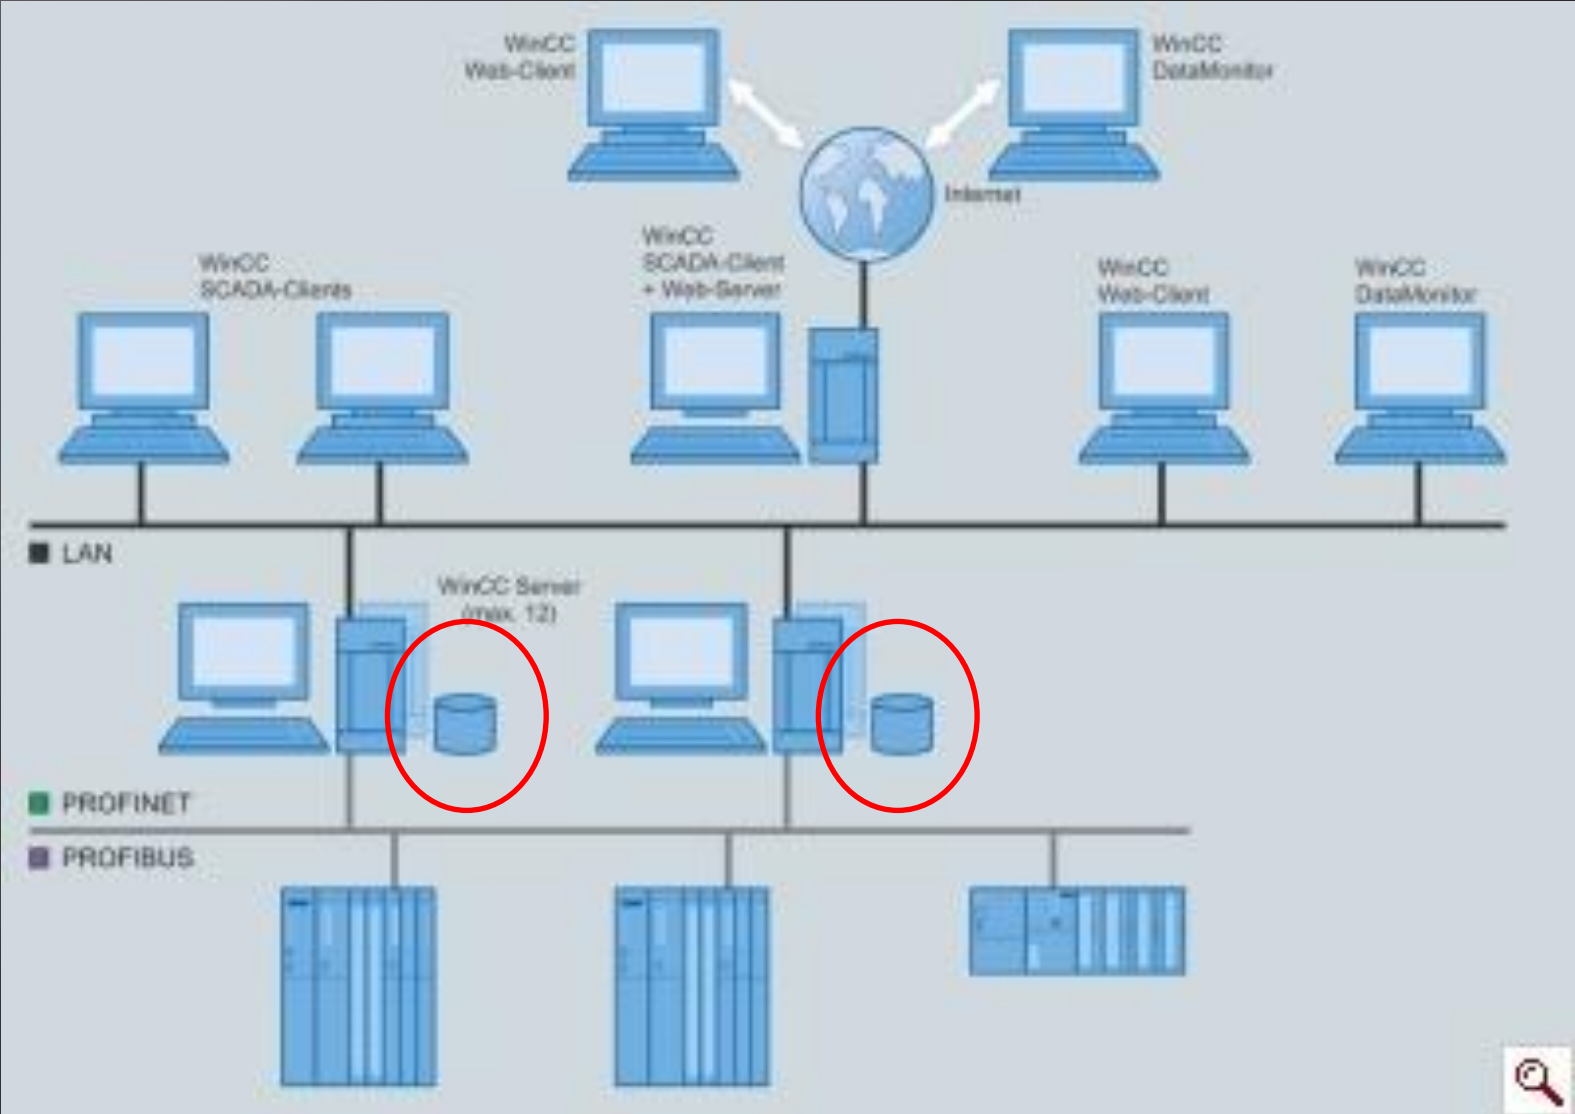 WinCC
Web-Client
WinCC
DataMonitor
Internet
WinCC
SCADA-Clients
WinCC
SCADA-Client
+ Web-Server
WinCC
Web-Client
WinCC
DataMonitor
LAN
WinCC Server
(max. 12)
PROFINET
PROFIBUS